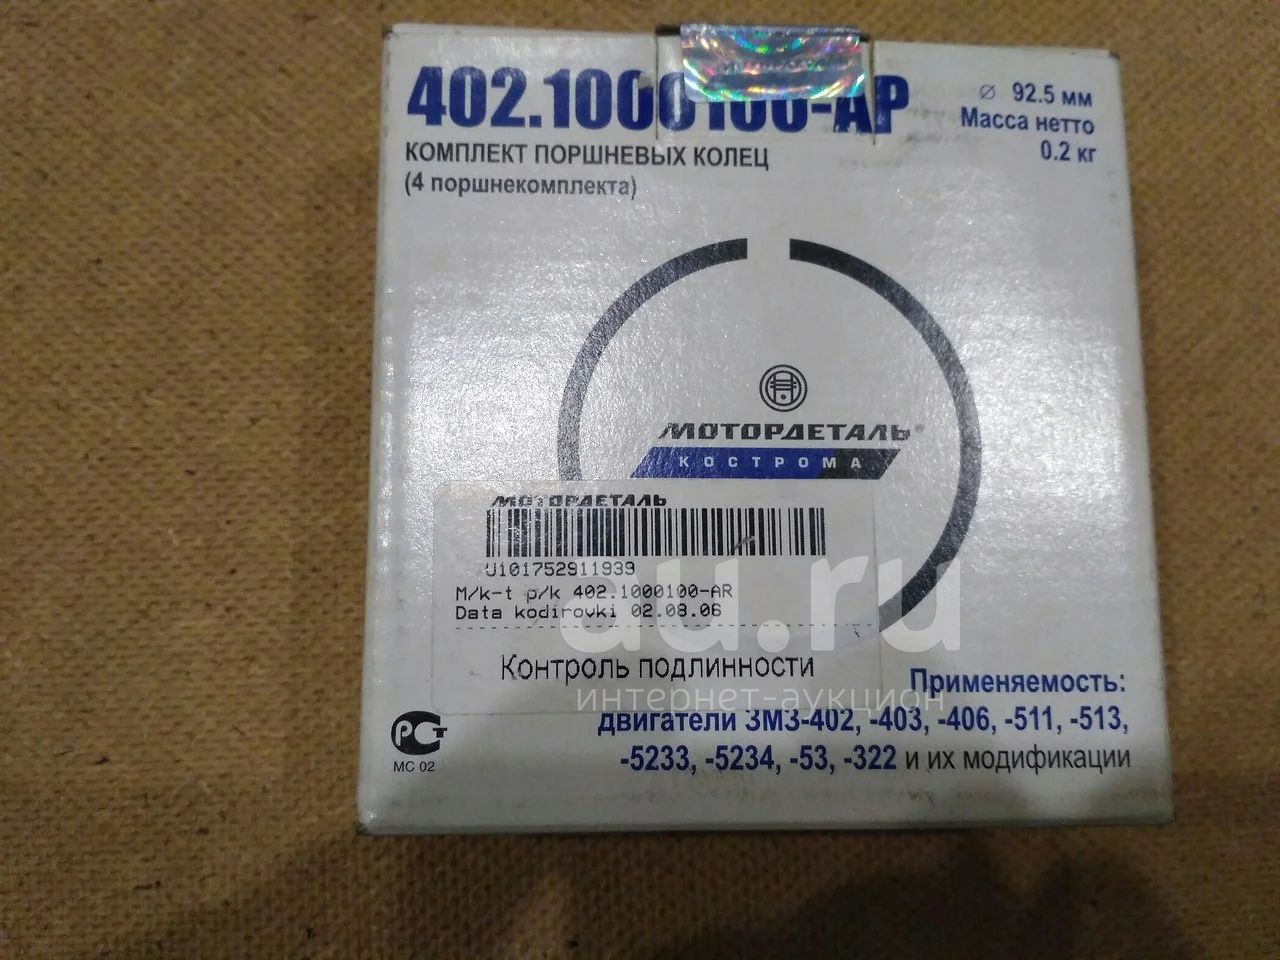 402.1000100-АР
⌀ 92.5 мм
Масса нетто
0.2 кг
КОМПЛЕКТ ПОРШНЕВЫХ КОЛЕЦ
(4 поршнекомплекта)
МОТОРДЕТАЛЬ®
КОСТРОМА
МОТОРДЕТАЛЬ
U101752911939
M/k-t p/k 402.1000100-AR
Data kodirovki 02.08.06
au.ru
Контроль подлинности
интернет-аукцион
Применяемость:
двигатели ЗМЗ-402, -403, -406, -511, -513,
-5233, -5234, -53, -322 и их модификации
РСТ
МС 02